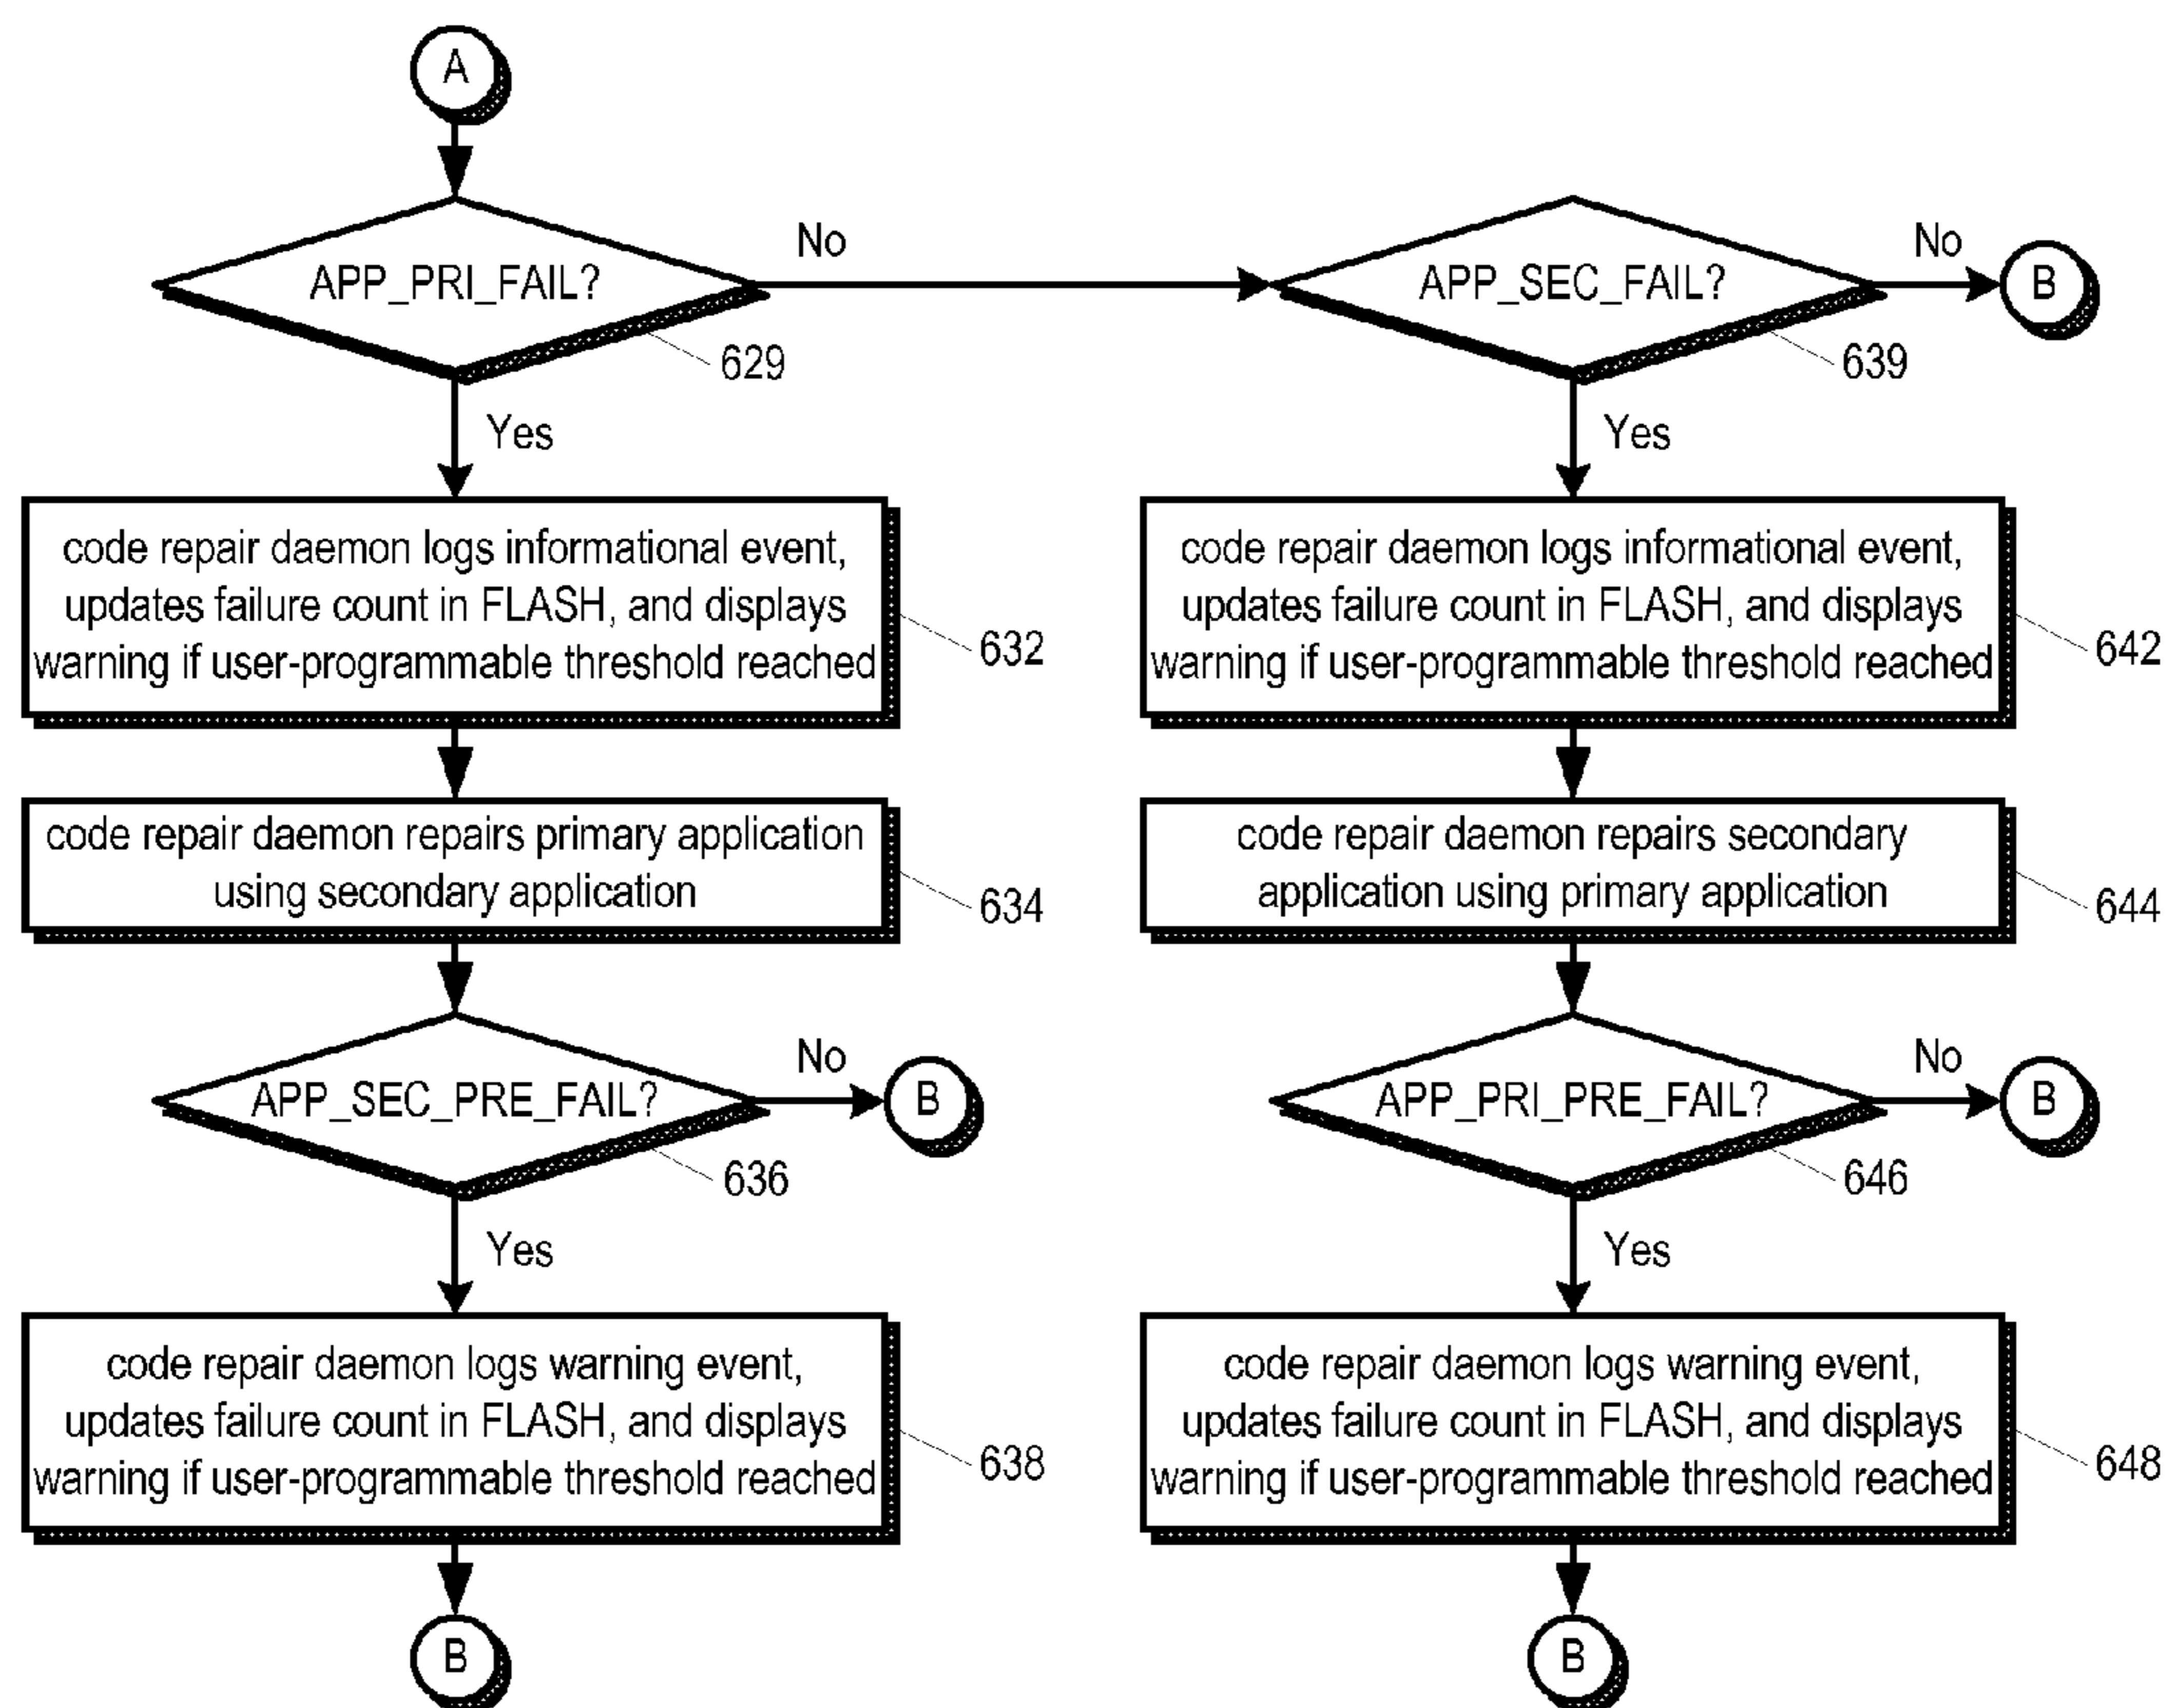 A
APP_PRI_FAIL?
No
629
Yes
code repair daemon logs informational event,
updates failure count in FLASH, and displays
warning if user-programmable threshold reached
632
code repair daemon repairs primary application
using secondary application
634
APP_SEC_PRE_FAIL?
No
B
636
Yes
code repair daemon logs warning event,
updates failure count in FLASH, and displays
warning if user-programmable threshold reached
638
B
APP_SEC_FAIL?
No
B
639
Yes
code repair daemon logs informational event,
updates failure count in FLASH, and displays
warning if user-programmable threshold reached
642
code repair daemon repairs secondary
application using primary application
644
APP_PRI_PRE_FAIL?
No
B
646
Yes
code repair daemon logs warning event,
updates failure count in FLASH, and displays
warning if user-programmable threshold reached
648
B